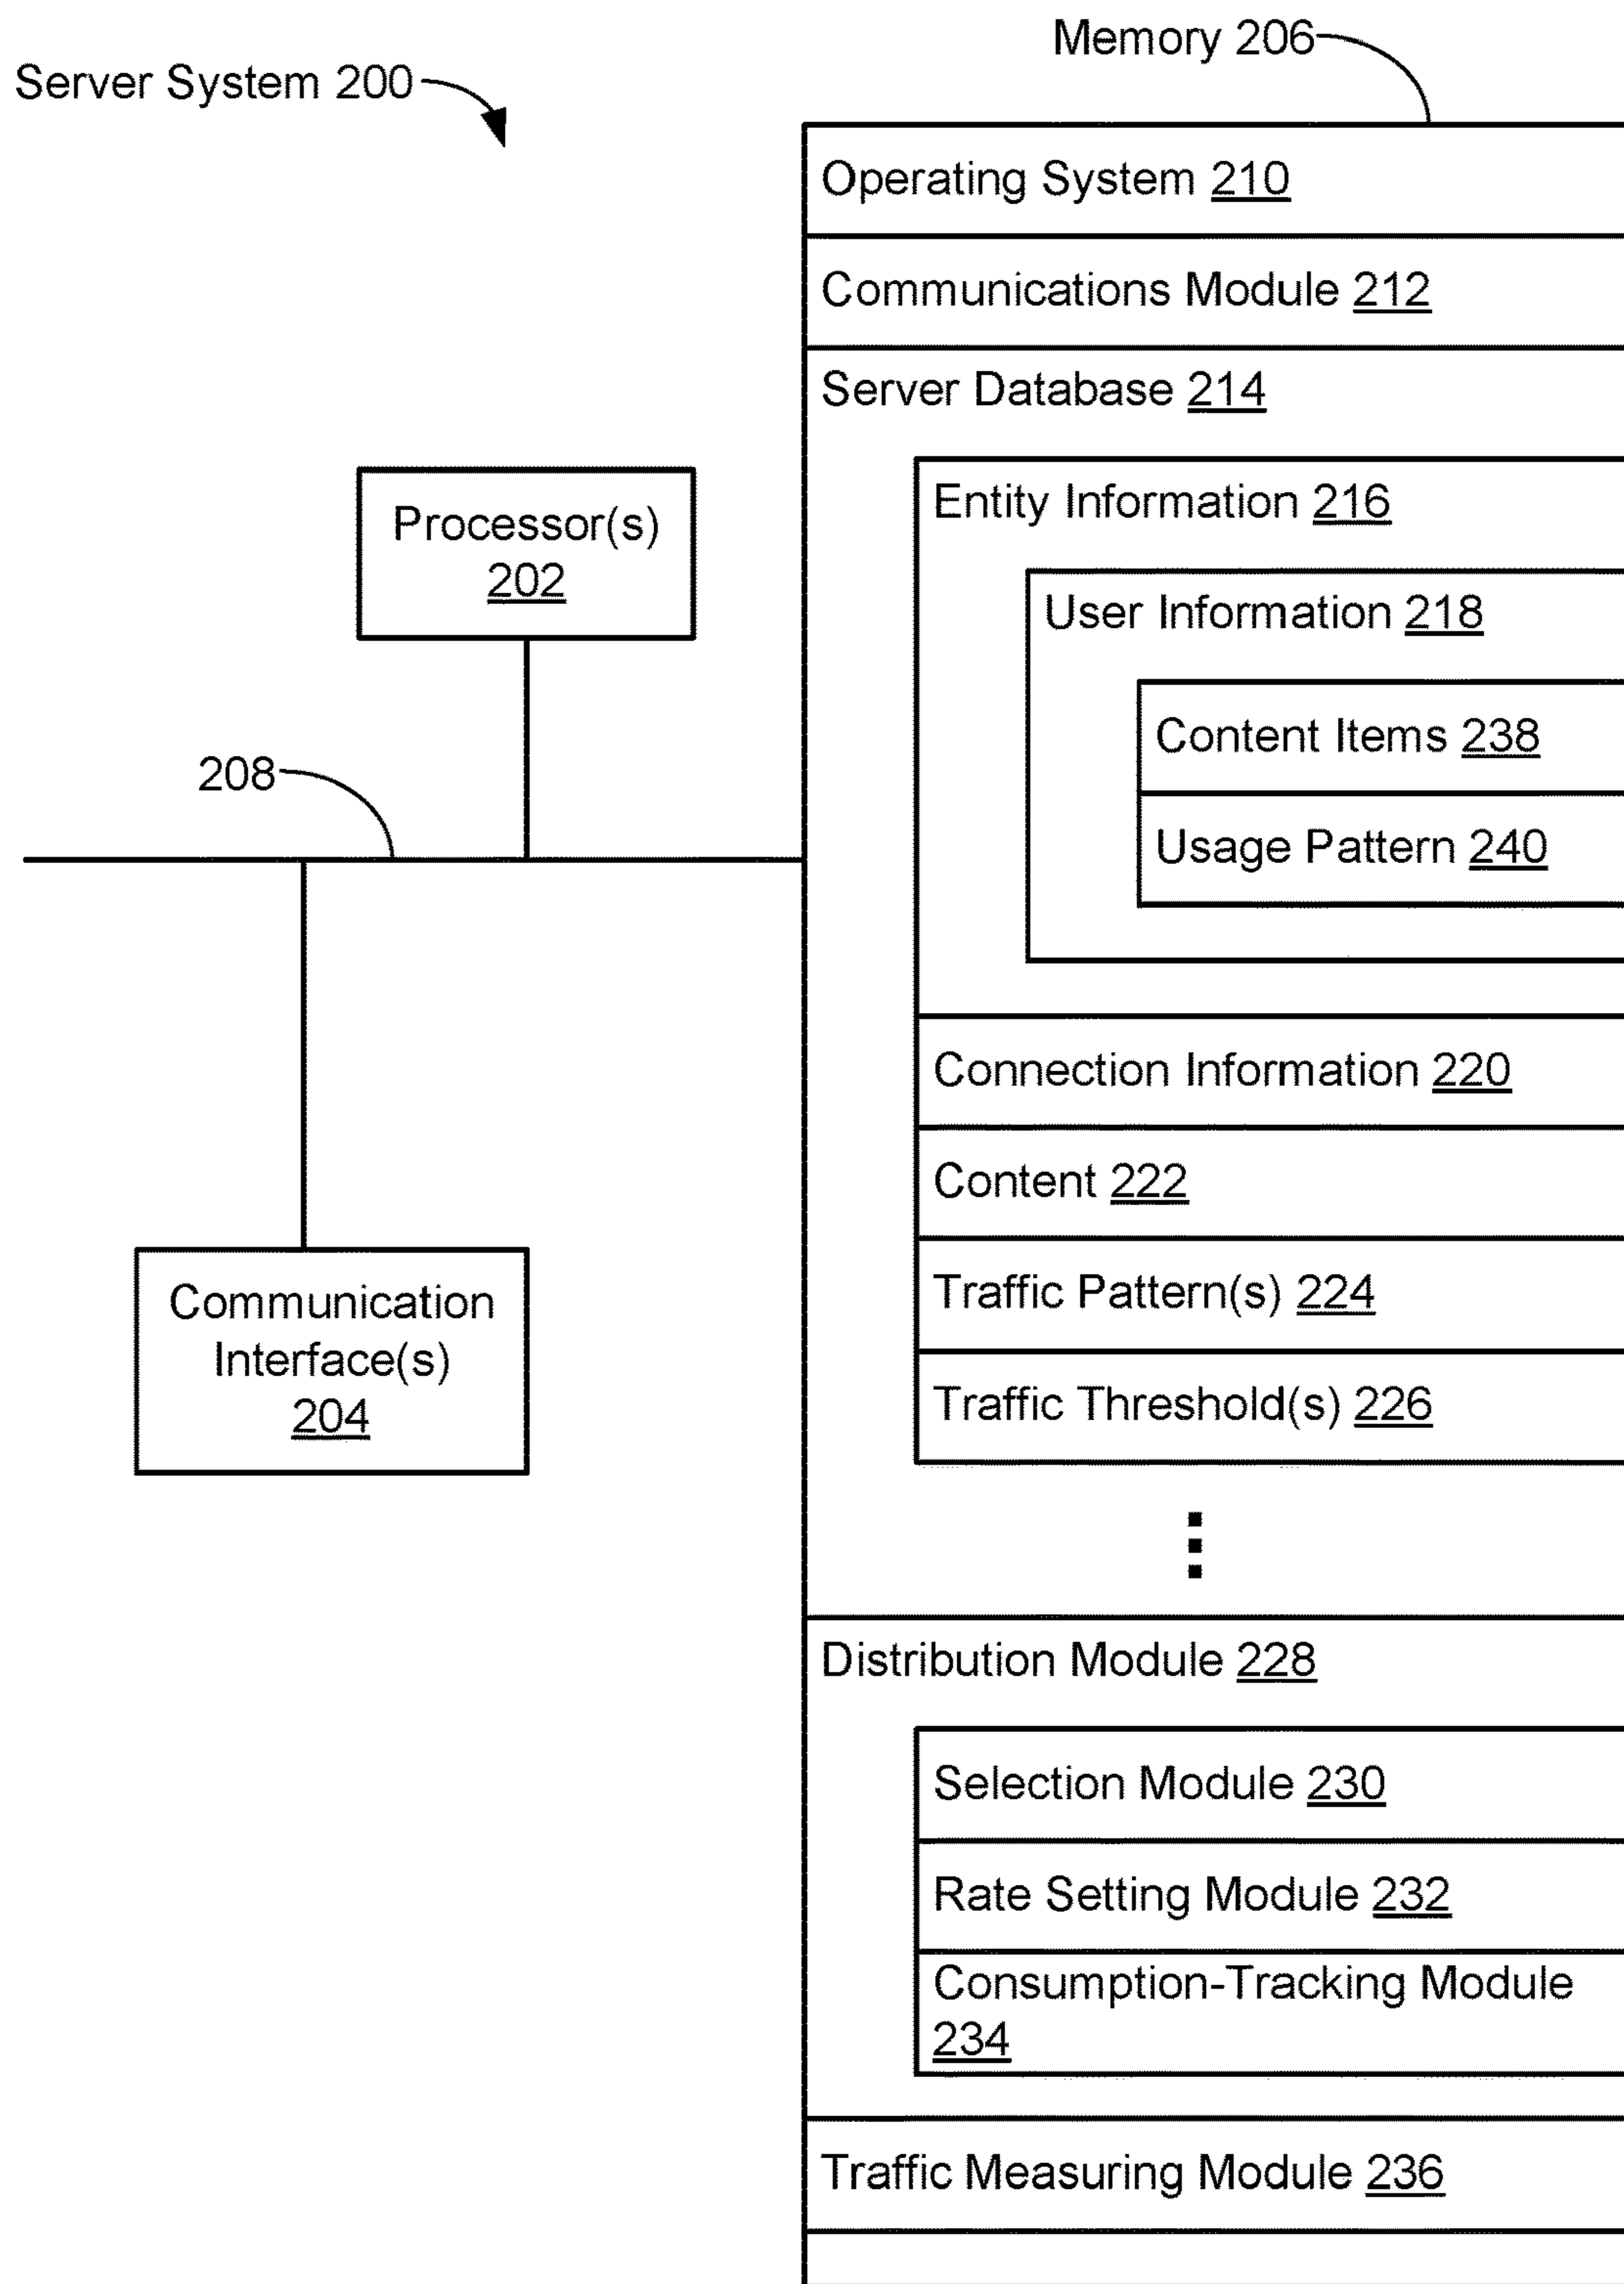 Memory 206
Server System 200
Operating System 210
Communications Module 212
Server Database 214
Entity Information 216
Processor(s)
202
User Information 218
Content Items 238
208
Usage Pattern 240
Connection Information 220
Content 222
Communication
Interface(s)
204
Traffic Pattern(s) 224
Traffic Threshold(s) 226
Distribution Module 228
Selection Module 230
Rate Setting Module 232
Consumption-Tracking Module
234
Traffic Measuring Module 236